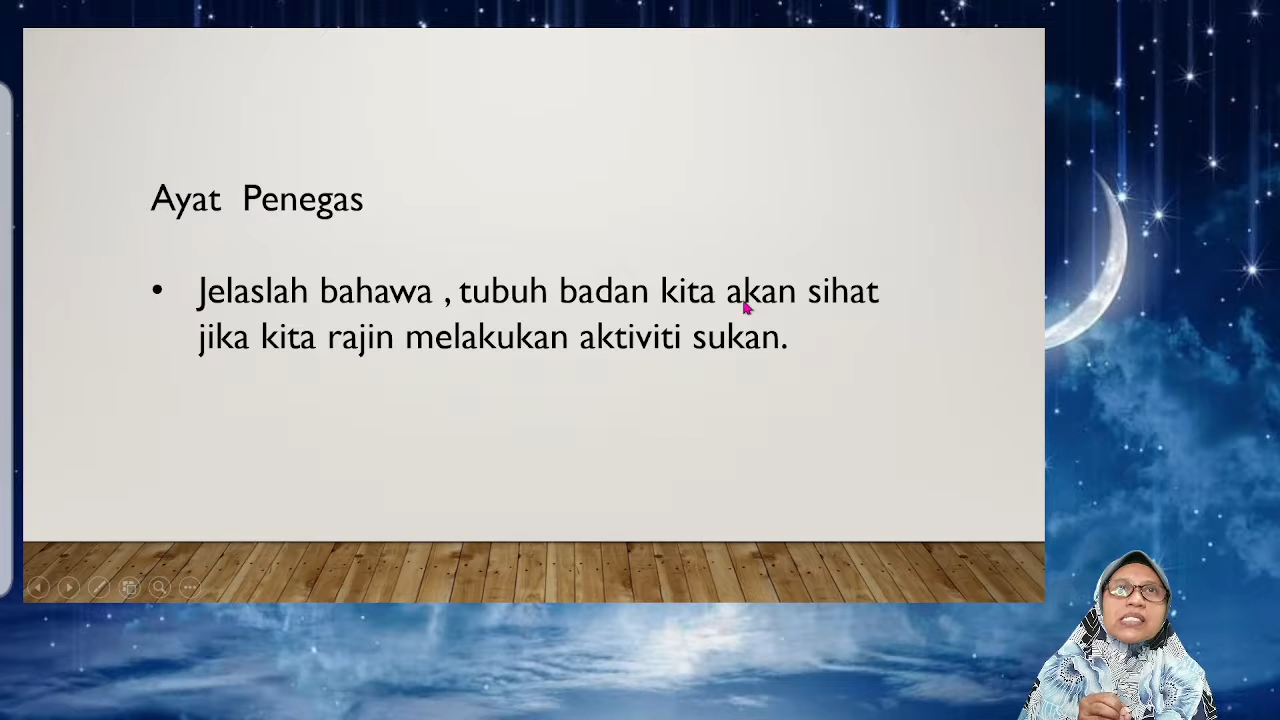 Ayat Penegas
• Jelaslah bahawa , tubuh badan kita akan sihat
jika kita rajin melakukan aktiviti sukan.